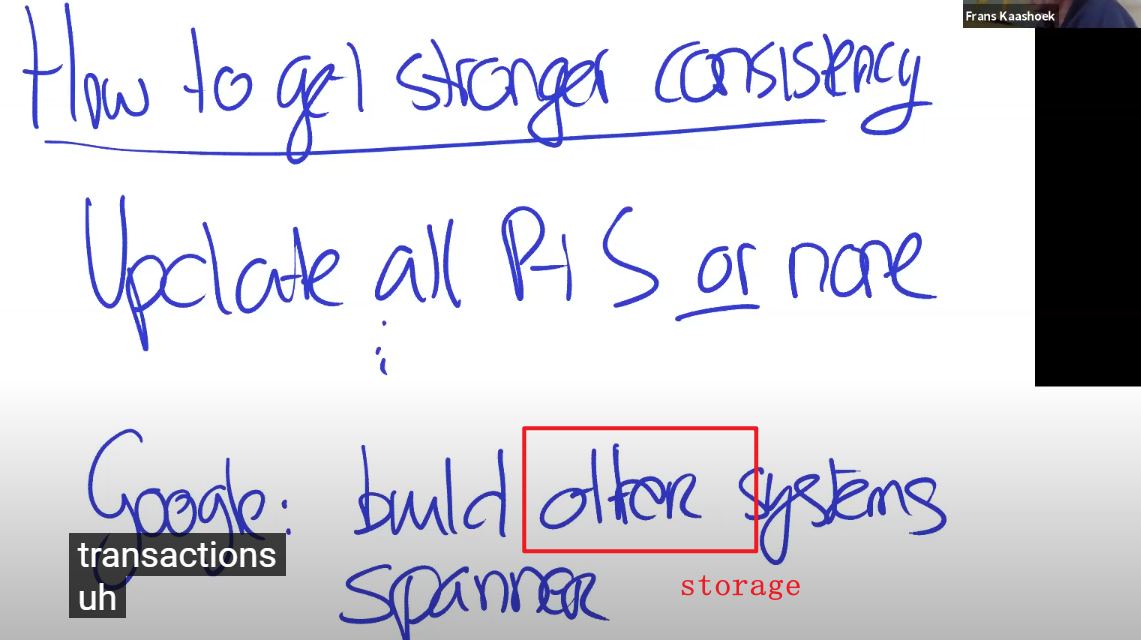 Frans Kaashoek
How to get stronger consistency
Update all P+S or none
Google: build other systems
transactions
uh
spanner
storage